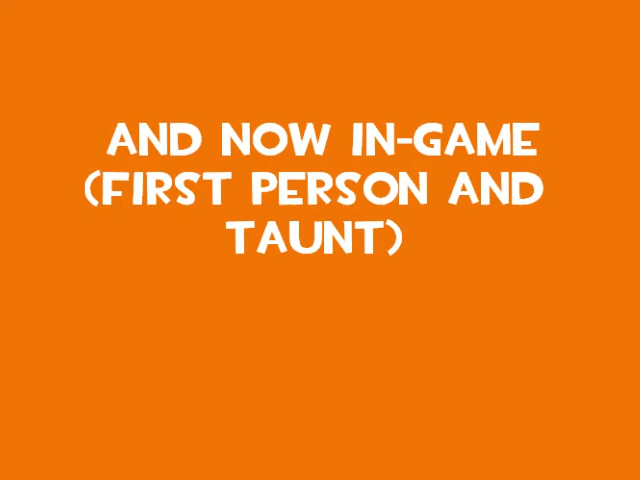 AND NOW IN-GAME
(FIRST PERSON AND
TAUNT)